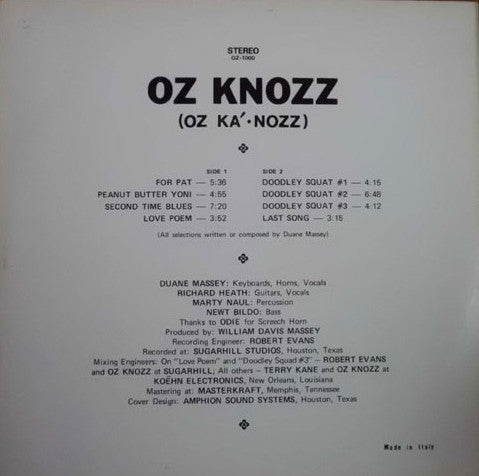 STEREO
OZ-1000
OZ KNOZZ
(OZ KA´·NOZZ)
SIDE 1
FOR PAT — 5:36
PEANUT BUTTER YONI — 4:55
SECOND TIME BLUES — 7:20
LOVE POEM — 3:52
SIDE 2
DOODLEY SQUAT #1 — 4:15
DOODLEY SQUAT #2 — 6:48
DOODLEY SQUAT #3 — 4:12
LAST SONG — 3:15
(All selections written or composed by Duane Massey)
DUANE MASSEY: Keyboards, Horns, Vocals
RICHARD HEATH: Guitars, Vocals
MARTY NAUL: Percussion
NEWT BILDO: Bass
Thanks to ODIE for Screech Horn
Produced by: WILLIAM DAVIS MASSEY
Recording Engineer: ROBERT EVANS
Recorded at: SUGARHILL STUDIOS, Houston, Texas
Mixing Engineers: On "Love Poem" and "Doodley Squat #3" – ROBERT EVANS
and OZ KNOZZ at SUGARHILL; All others – TERRY KANE and OZ KNOZZ at
KOËHN ELECTRONICS, New Orleans, Louisiana
Mastering at: MASTERKRAFT, Memphis, Tennessee
Cover Design: AMPHION SOUND SYSTEMS, Houston, Texas
Made in Italy